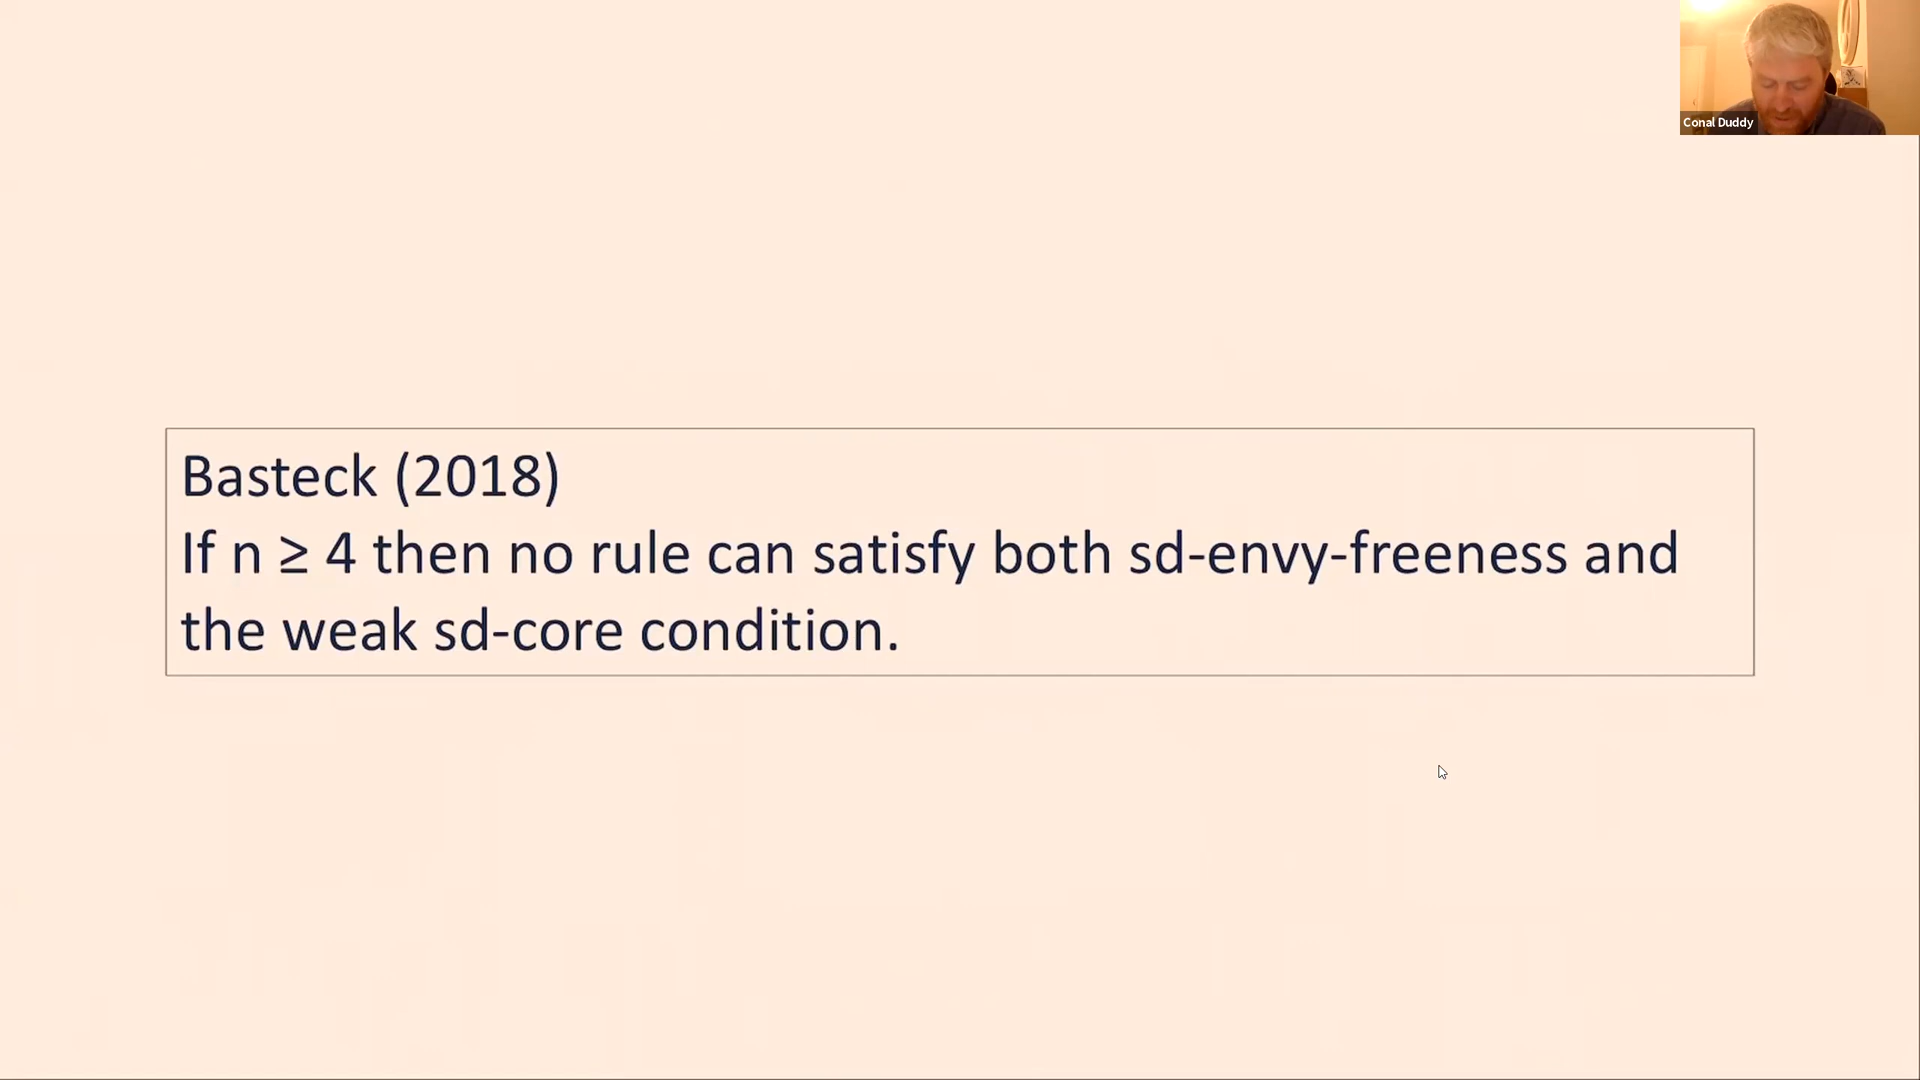 Conal Duddy
Basteck (2018)
If n ≥ 4 then no rule can satisfy both sd-envy-freeness and
the weak sd-core condition.